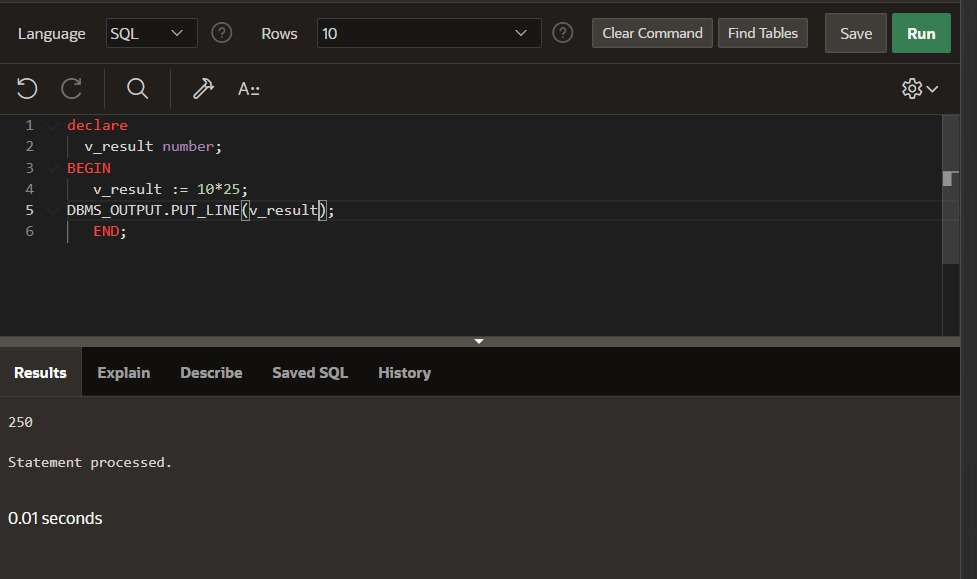 Language SQL ? Rows 10 ? Clear Command Find Tables Save Run
A::
1 declare
2 v_result number;
3 BEGIN
4 v_result := 10*25;
5 DBMS_OUTPUT.PUT_LINE(v_result);
6 END;
Results Explain Describe Saved SQL History
250
Statement processed.
0.01 seconds